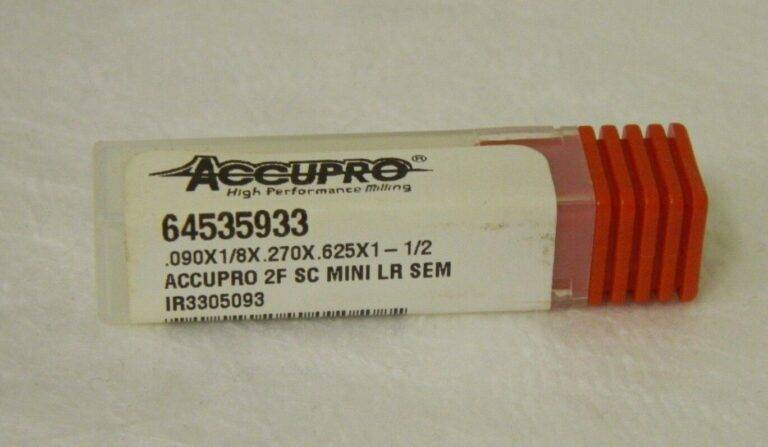 ACCUPRO®
High Performance Milling
64535933
.090X1/8X.270X.625X1-1/2
ACCUPRO 2F SC MINI LR SEM
IR3305093